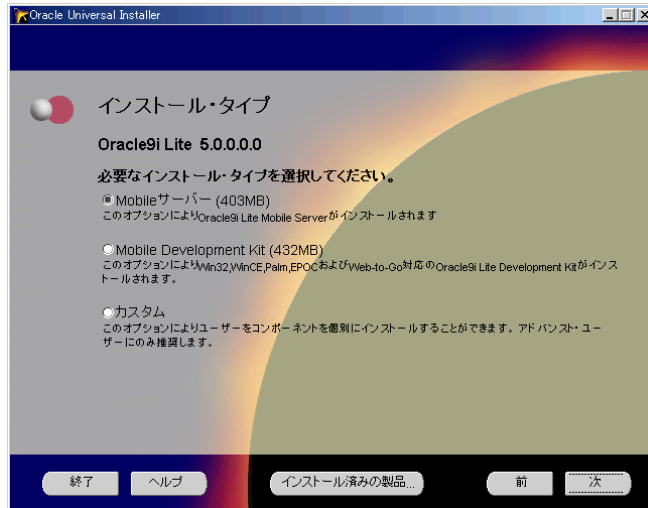 Oracle Universal Installer
インストール・タイプ
Oracle9i Lite 5.0.0.0.0
必要なインストール・タイプを選択してください。
Mobileサーバー (403MB)
このオプションによりOracle9i Lite Mobile Serverがインストールされます
Mobile Development Kit (432MB)
このオプションによりWin32,WinCE,Palm,EPOCおよびWeb-to-Go対応のOracle9i Lite Development Kitがインス
トールされます。
カスタム
このオプションによりユーザーをコンポーネントを個別にインストールすることができます。アドバンスト・ユー
ザーにのみ推奨します。
終了 ヘルプ インストール済みの製品... 前 次